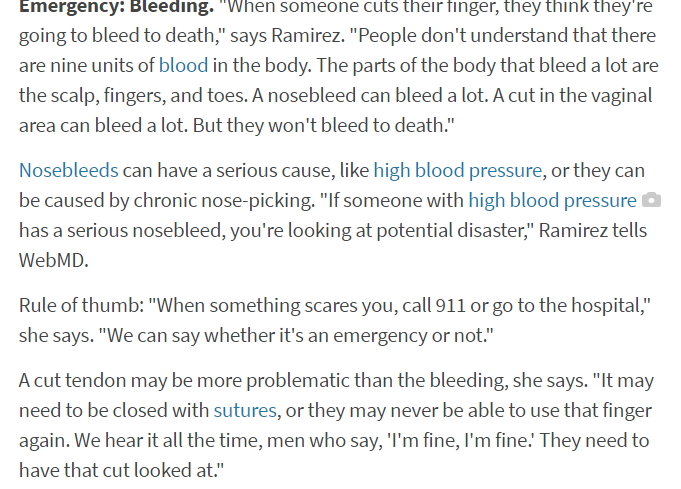 Emergency: Bleeding. "When someone cuts their finger, they think they're
going to bleed to death," says Ramirez. "People don't understand that there
are nine units of blood in the body. The parts of the body that bleed a lot are
the scalp, fingers, and toes. A nosebleed can bleed a lot. A cut in the vaginal
area can bleed a lot. But they won't bleed to death."
Nosebleeds can have a serious cause, like high blood pressure, or they can
be caused by chronic nose-picking. "If someone with high blood pressure
has a serious nosebleed, you're looking at potential disaster," Ramirez tells
WebMD.
Rule of thumb: "When something scares you, call 911 or go to the hospital,"
she says. "We can say whether it's an emergency or not."
A cut tendon may be more problematic than the bleeding, she says. "It may
need to be closed with sutures, or they may never be able to use that finger
again. We hear it all the time, men who say, 'I'm fine, I'm fine.' They need to
have that cut looked at."